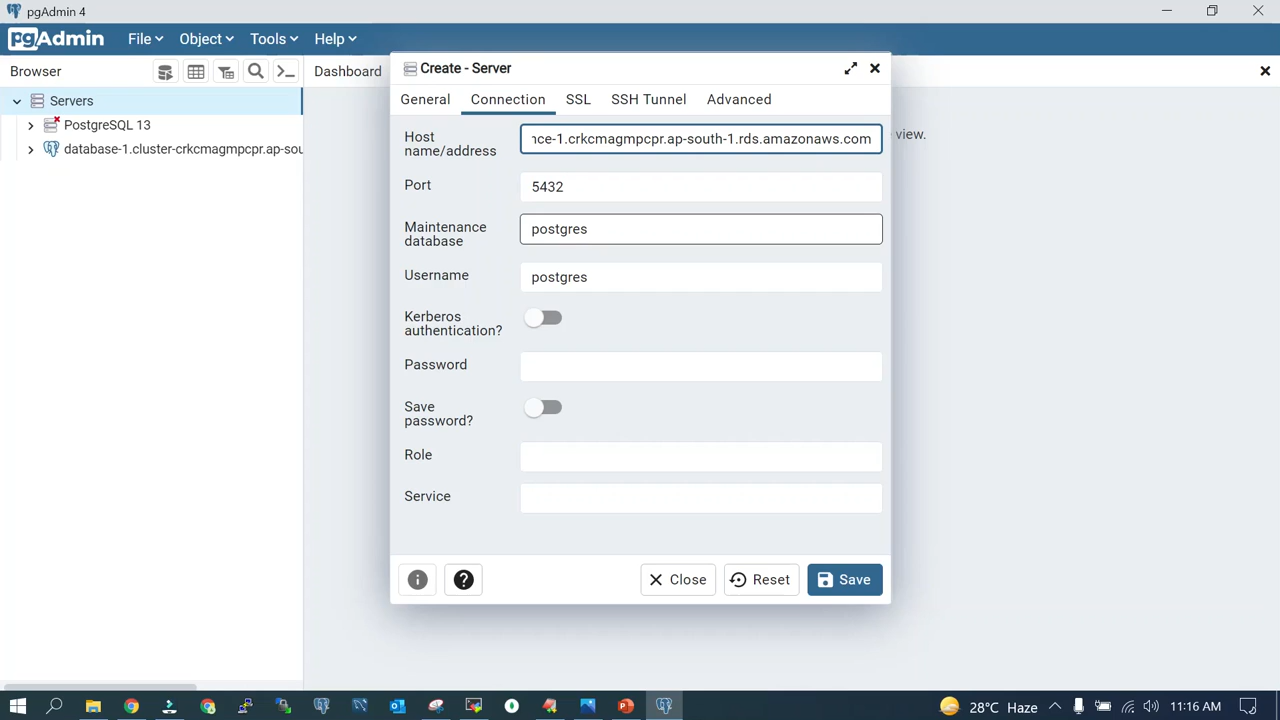 pgAdmin 4
pgAdmin
File
Object
Tools
Help
Browser
Dashboard
Servers
PostgreSQL 13
database-1.cluster-crkcmagmpcpr.ap-sou
view.
Create - Server
General
Connection
SSL
SSH Tunnel
Advanced
Host
name/address
nce-1.crkcmagmpcpr.ap-south-1.rds.amazonaws.com
Port
5432
Maintenance
database
postgres
Username
postgres
Kerberos
authentication?
Password
Save
password?
Role
Service
Close
Reset
Save
28°C Haze
11:16 AM